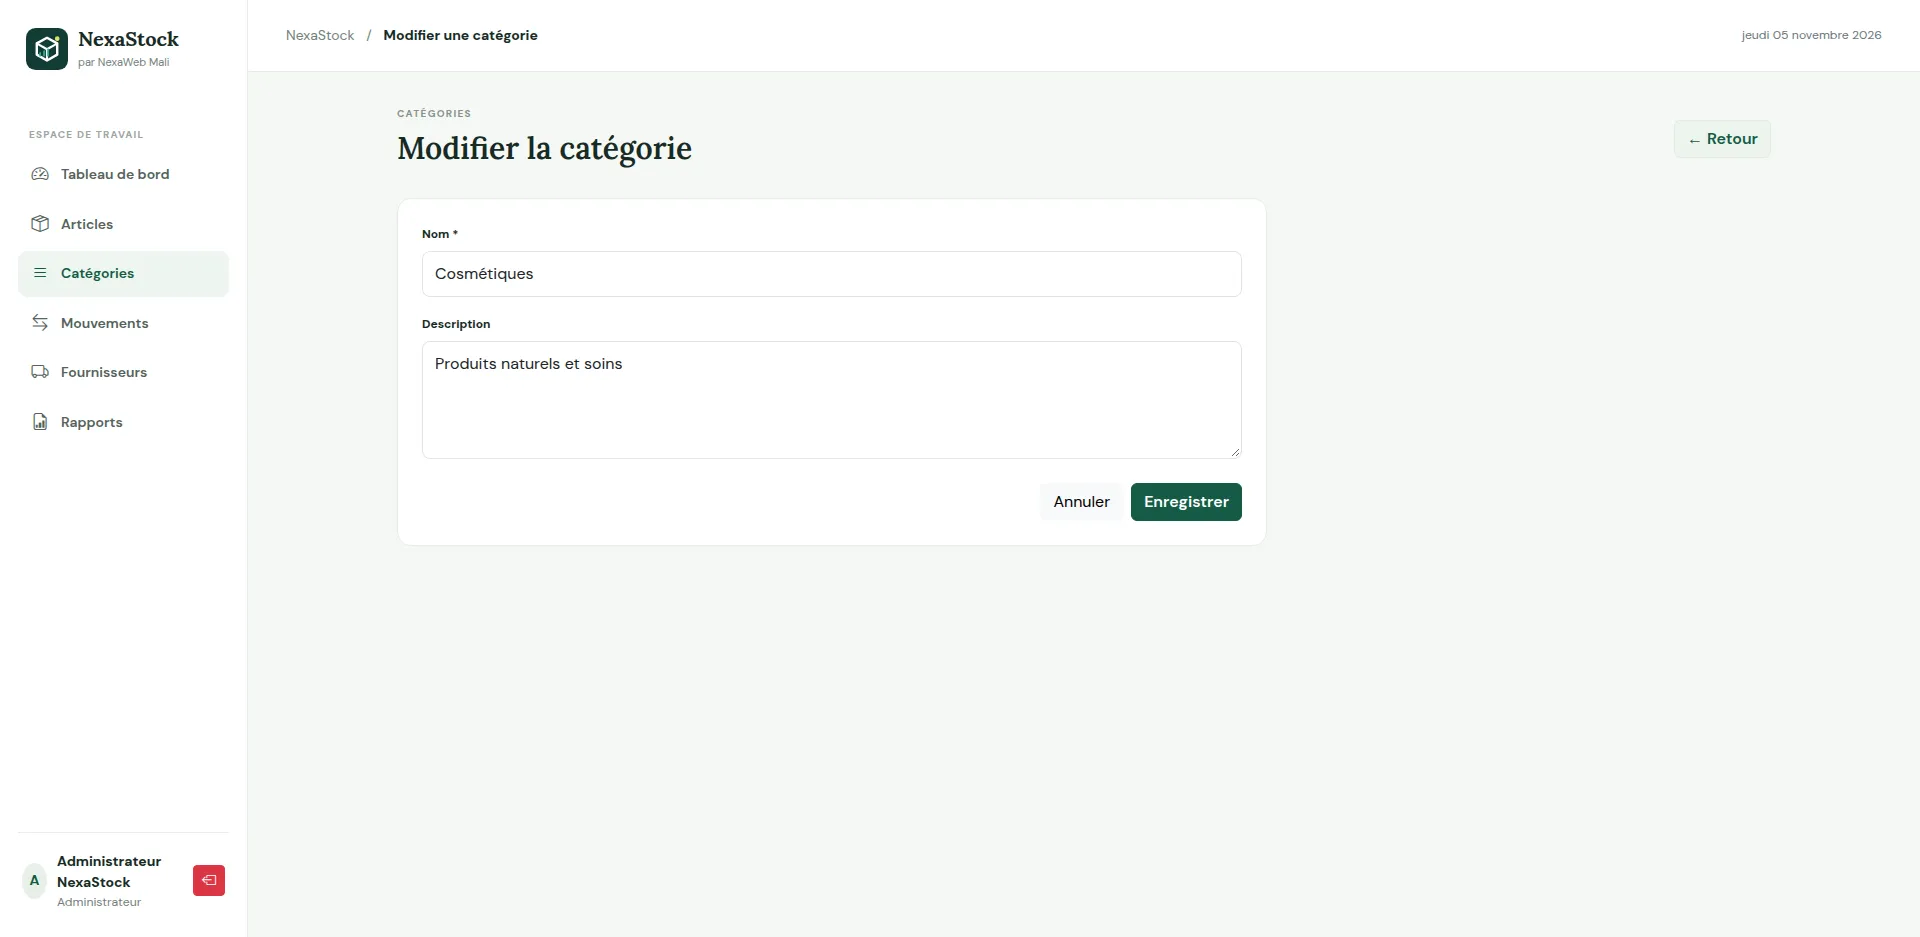 NexaStock
par NexaWeb Mali
ESPACE DE TRAVAIL
Tableau de bord
Articles
Catégories
Mouvements
Fournisseurs
Rapports
A
Administrateur
NexaStock
Administrateur
NexaStock / Modifier une catégorie
jeudi 05 novembre 2026
CATÉGORIES
Modifier la catégorie
← Retour
Nom *
Cosmétiques
Description
Produits naturels et soins
Annuler
Enregistrer